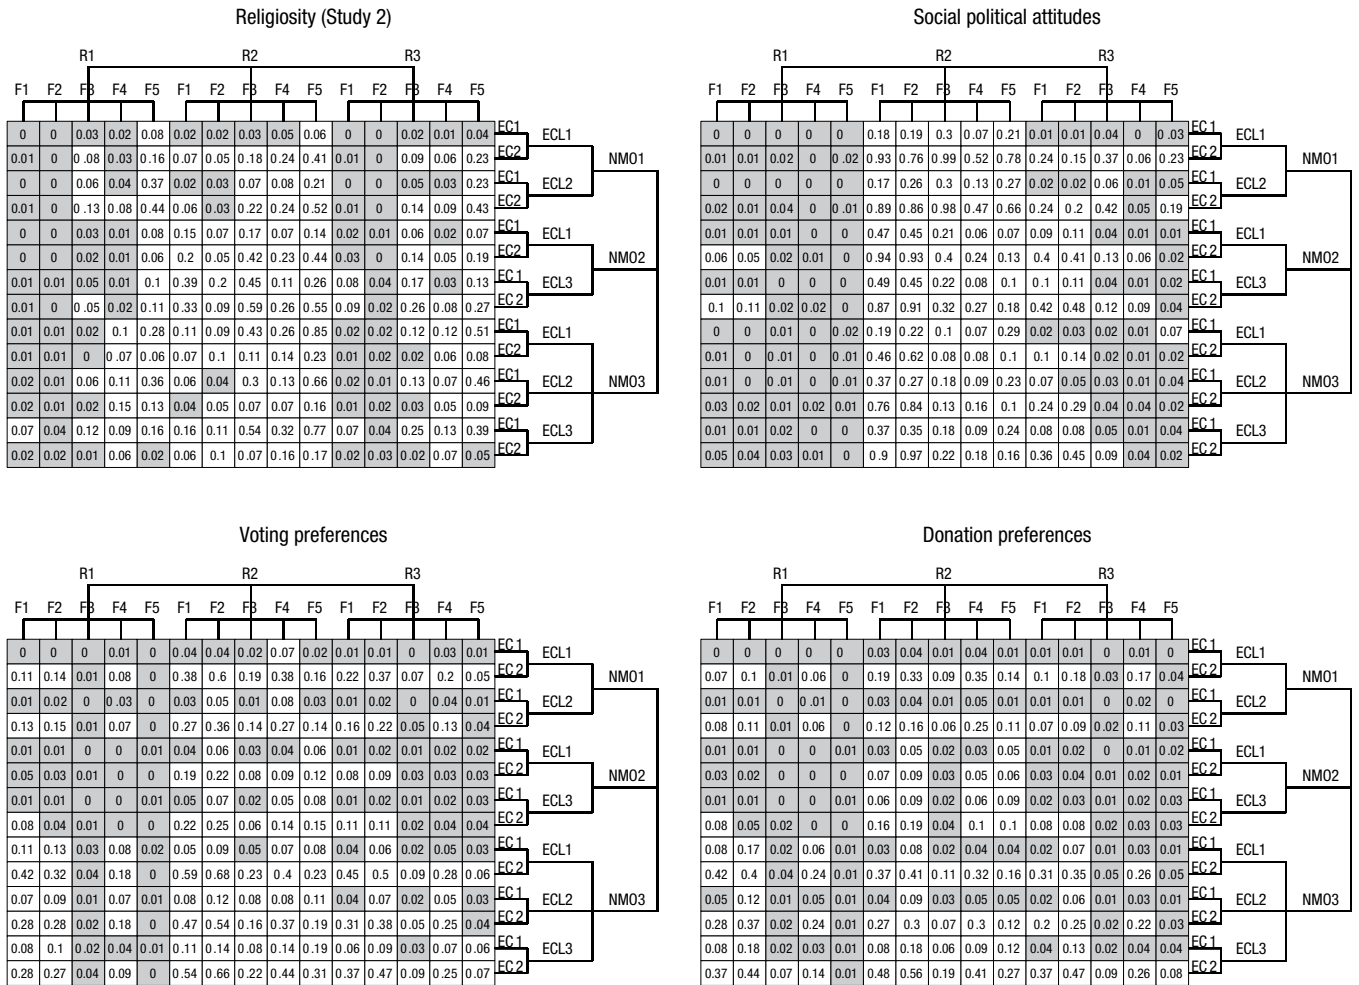 Religiosity (Study 2)
R1 R2 R3
F1 F2 F3 F4 F5 F1 F2 F3 F4 F5 F1 F2 F3 F4 F5
0 0 0.03 0.02 0.08 0.02 0.02 0.03 0.05 0.06 0 0 0.02 0.01 0.04 EC1 ECL1
0.01 0 0.08 0.03 0.16 0.07 0.05 0.18 0.24 0.41 0.01 0 0.09 0.06 0.23 EC2 NMO1
0 0 0.06 0.04 0.37 0.02 0.03 0.07 0.08 0.21 0 0 0.05 0.03 0.23 EC1 ECL2
0.01 0 0.13 0.08 0.44 0.06 0.03 0.22 0.24 0.52 0.01 0 0.14 0.09 0.43 EC2
0 0 0.03 0.01 0.08 0.15 0.07 0.17 0.07 0.14 0.02 0.01 0.06 0.02 0.07 EC1 ECL1
0 0 0.02 0.01 0.06 0.2 0.05 0.42 0.23 0.44 0.03 0 0.14 0.05 0.19 EC2 NMO2
0.01 0.01 0.05 0.01 0.1 0.39 0.2 0.45 0.11 0.26 0.08 0.04 0.17 0.03 0.13 EC1 ECL3
0.01 0 0.05 0.02 0.11 0.33 0.09 0.59 0.26 0.55 0.09 0.02 0.26 0.08 0.27 EC2
0.01 0.01 0.02 0.1 0.28 0.11 0.09 0.43 0.26 0.85 0.02 0.02 0.12 0.12 0.51 EC1 ECL1
0.01 0.01 0 0.07 0.06 0.07 0.1 0.11 0.14 0.23 0.01 0.02 0.02 0.06 0.08 EC2
0.02 0.01 0.06 0.11 0.36 0.06 0.04 0.3 0.13 0.66 0.02 0.01 0.13 0.07 0.46 EC1 ECL2 NMO3
0.02 0.01 0.02 0.15 0.13 0.04 0.05 0.07 0.07 0.16 0.01 0.02 0.03 0.05 0.09 EC2
0.07 0.04 0.12 0.09 0.16 0.16 0.11 0.54 0.32 0.77 0.07 0.04 0.25 0.13 0.39 EC1 ECL3
0.02 0.02 0.01 0.06 0.02 0.06 0.1 0.07 0.16 0.17 0.02 0.03 0.02 0.07 0.05 EC2
Social political attitudes
R1 R2 R3
F1 F2 F3 F4 F5 F1 F2 F3 F4 F5 F1 F2 F3 F4 F5
0 0 0 0 0 0.18 0.19 0.3 0.07 0.21 0.01 0.01 0.04 0 0.03 EC1 ECL1
0.01 0.01 0.02 0 0.02 0.93 0.76 0.99 0.52 0.78 0.24 0.15 0.37 0.06 0.23 EC2 NMO1
0 0 0 0 0 0.17 0.26 0.3 0.13 0.27 0.02 0.02 0.06 0.01 0.05 EC1 ECL2
0.02 0.01 0.04 0 0.01 0.89 0.86 0.98 0.47 0.66 0.24 0.2 0.42 0.05 0.19 EC2
0.01 0.01 0.01 0 0 0.47 0.45 0.21 0.06 0.07 0.09 0.11 0.04 0.01 0.01 EC1 ECL1
0.06 0.05 0.02 0.01 0 0.94 0.93 0.4 0.24 0.13 0.4 0.41 0.13 0.06 0.02 EC2 NMO2
0.01 0.01 0 0 0 0.49 0.45 0.22 0.08 0.1 0.1 0.11 0.04 0.01 0.02 EC1 ECL3
0.1 0.11 0.02 0.02 0 0.87 0.91 0.32 0.27 0.18 0.42 0.48 0.12 0.09 0.04 EC2
0 0 0.01 0 0.02 0.19 0.22 0.1 0.07 0.29 0.02 0.03 0.02 0.01 0.07 EC1 ECL1
0.01 0 0.01 0 0.01 0.46 0.62 0.08 0.08 0.1 0.1 0.14 0.02 0.01 0.02 EC2
0.01 0 0.01 0 0.01 0.37 0.27 0.18 0.09 0.23 0.07 0.05 0.03 0.01 0.04 EC1 ECL2 NMO3
0.03 0.02 0.01 0.02 0.01 0.76 0.84 0.13 0.16 0.1 0.24 0.29 0.04 0.04 0.02 EC2
0.01 0.01 0.02 0 0 0.37 0.35 0.18 0.09 0.24 0.08 0.08 0.05 0.01 0.04 EC1 ECL3
0.05 0.04 0.03 0.01 0 0.9 0.97 0.22 0.18 0.16 0.36 0.45 0.09 0.04 0.02 EC2
Voting preferences
R1 R2 R3
F1 F2 F3 F4 F5 F1 F2 F3 F4 F5 F1 F2 F3 F4 F5
0 0 0 0.01 0 0.04 0.04 0.02 0.07 0.02 0.01 0.01 0 0.03 0.01 EC1 ECL1
0.11 0.14 0.01 0.08 0 0.38 0.6 0.19 0.38 0.16 0.22 0.37 0.07 0.2 0.05 EC2 NMO1
0.01 0.02 0 0.03 0 0.03 0.05 0.01 0.08 0.03 0.01 0.02 0 0.04 0.01 EC1 ECL2
0.13 0.15 0.01 0.07 0 0.27 0.36 0.14 0.27 0.14 0.16 0.22 0.05 0.13 0.04 EC2
0.01 0.01 0 0 0.01 0.04 0.06 0.03 0.04 0.06 0.01 0.02 0.01 0.02 0.02 EC1 ECL1
0.05 0.03 0.01 0 0 0.19 0.22 0.08 0.09 0.12 0.08 0.09 0.03 0.03 0.03 EC2 NMO2
0.01 0.01 0 0 0.01 0.05 0.07 0.02 0.05 0.08 0.01 0.02 0.01 0.02 0.03 EC1 ECL3
0.08 0.04 0.01 0 0 0.22 0.25 0.06 0.14 0.15 0.11 0.11 0.02 0.04 0.04 EC2
0.11 0.13 0.03 0.08 0.02 0.05 0.09 0.05 0.07 0.08 0.04 0.06 0.02 0.05 0.03 EC1 ECL1
0.42 0.32 0.04 0.18 0 0.59 0.68 0.23 0.4 0.23 0.45 0.5 0.09 0.28 0.06 EC2
0.07 0.09 0.01 0.07 0.01 0.08 0.12 0.08 0.08 0.11 0.04 0.07 0.02 0.05 0.03 EC1 ECL2 NMO3
0.28 0.28 0.02 0.18 0 0.47 0.54 0.16 0.37 0.19 0.31 0.38 0.05 0.25 0.04 EC2
0.08 0.1 0.02 0.04 0.01 0.11 0.14 0.08 0.14 0.19 0.06 0.09 0.03 0.07 0.06 EC1 ECL3
0.28 0.27 0.04 0.09 0 0.54 0.66 0.22 0.44 0.31 0.37 0.47 0.09 0.25 0.07 EC2
Donation preferences
R1 R2 R3
F1 F2 F3 F4 F5 F1 F2 F3 F4 F5 F1 F2 F3 F4 F5
0 0 0 0 0 0.03 0.04 0.01 0.04 0.01 0.01 0.01 0 0.01 0 EC1 ECL1
0.07 0.1 0.01 0.06 0 0.19 0.33 0.09 0.35 0.14 0.1 0.18 0.03 0.17 0.04 EC2 NMO1
0 0.01 0 0.01 0 0.03 0.04 0.01 0.05 0.01 0.01 0.01 0 0.02 0 EC1 ECL2
0.08 0.11 0.01 0.06 0 0.12 0.16 0.06 0.25 0.11 0.07 0.09 0.02 0.11 0.03 EC2
0.01 0.01 0 0 0.01 0.03 0.05 0.02 0.03 0.05 0.01 0.02 0 0.01 0.02 EC1 ECL1
0.03 0.02 0 0 0 0.07 0.09 0.03 0.05 0.06 0.03 0.04 0.01 0.02 0.01 EC2 NMO2
0.01 0.01 0 0 0.01 0.06 0.09 0.02 0.06 0.09 0.02 0.03 0.01 0.02 0.03 EC1 ECL3
0.08 0.05 0.02 0 0 0.16 0.19 0.04 0.1 0.1 0.08 0.08 0.02 0.03 0.03 EC2
0.08 0.17 0.02 0.06 0.01 0.03 0.08 0.02 0.04 0.04 0.02 0.07 0.01 0.03 0.01 EC1 ECL1
0.42 0.4 0.04 0.24 0.01 0.37 0.41 0.11 0.32 0.16 0.31 0.35 0.05 0.26 0.05 EC2
0.05 0.12 0.01 0.05 0.01 0.04 0.09 0.03 0.05 0.05 0.02 0.06 0.01 0.03 0.01 EC1 ECL2 NMO3
0.28 0.37 0.02 0.24 0.01 0.27 0.3 0.07 0.3 0.12 0.2 0.25 0.02 0.22 0.03 EC2
0.08 0.18 0.02 0.03 0.01 0.08 0.18 0.06 0.09 0.12 0.04 0.13 0.02 0.04 0.04 EC1 ECL3
0.37 0.44 0.07 0.14 0.01 0.48 0.56 0.19 0.41 0.27 0.37 0.47 0.09 0.26 0.08 EC2